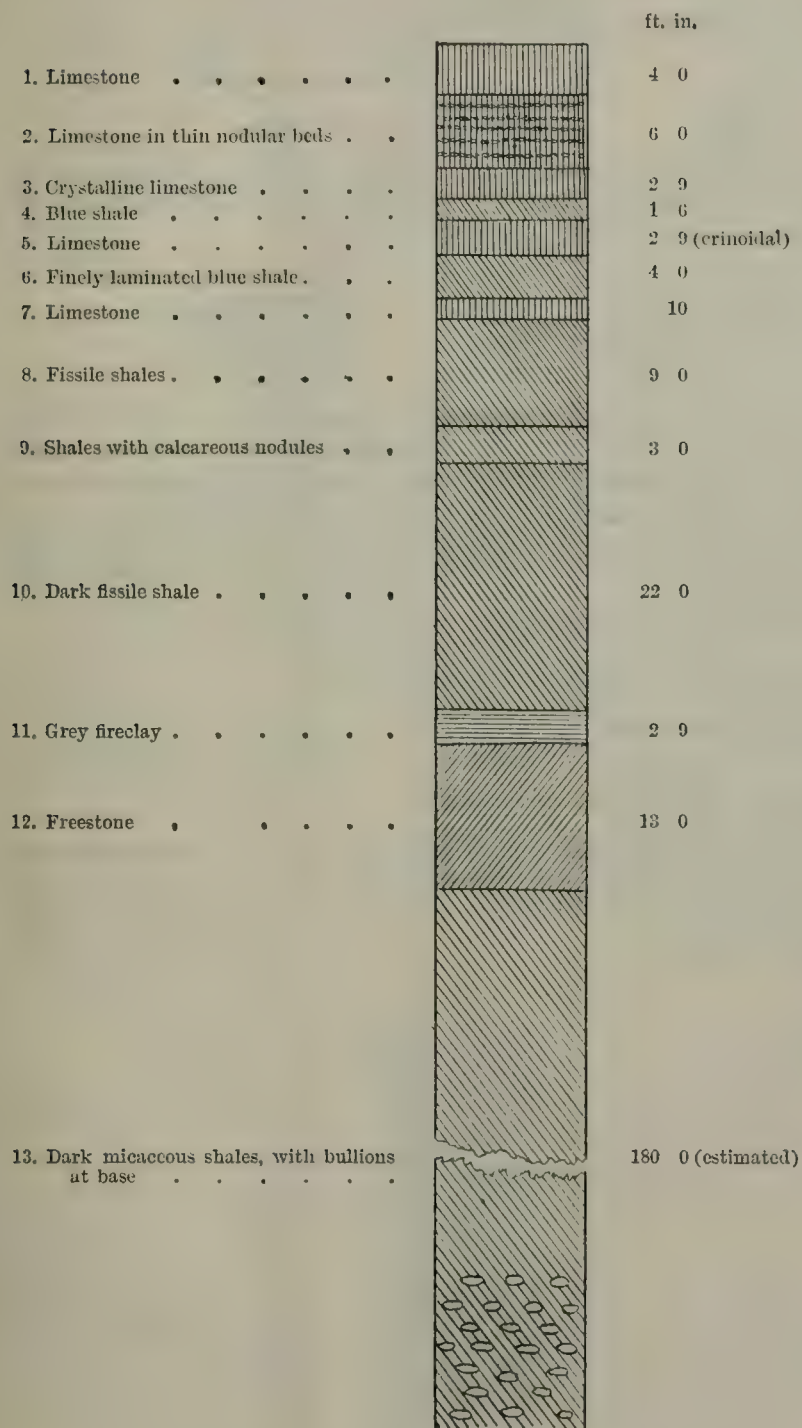 ft. in.
1. Limestone . . . . . . 4 0
2. Limestone in thin nodular beds . . 6 0
3. Crystalline limestone . . . . 2 9
4. Blue shale . . . . . . 1 6
5. Limestone . . . . . . 2 9 (crinoidal)
6. Finely laminated blue shale . . . 4 0
7. Limestone . . . . . . 10
8. Fissile shales . . . . . . 9 0
9. Shales with calcareous nodules . . 3 0
10. Dark fissile shale . . . . . 22 0
11. Grey fireclay . . . . . . 2 9
12. Freestone . . . . . 13 0
13. Dark micaceous shales, with bullions 180 0 (estimated)
at base . . . . . .